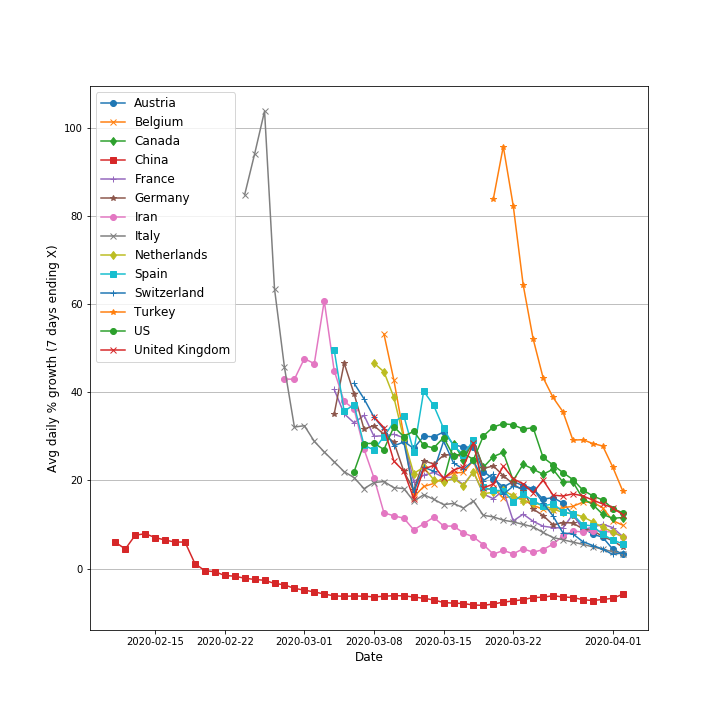 100
80
60
40
20
0
Avg daily % growth (7 days ending X)
Austria
Belgium
Canada
China
France
Germany
Iran
Italy
Netherlands
Spain
Switzerland
Turkey
US
United Kingdom
2020-02-15 2020-02-22 2020-03-01 2020-03-08 2020-03-15 2020-03-22 2020-04-01
Date